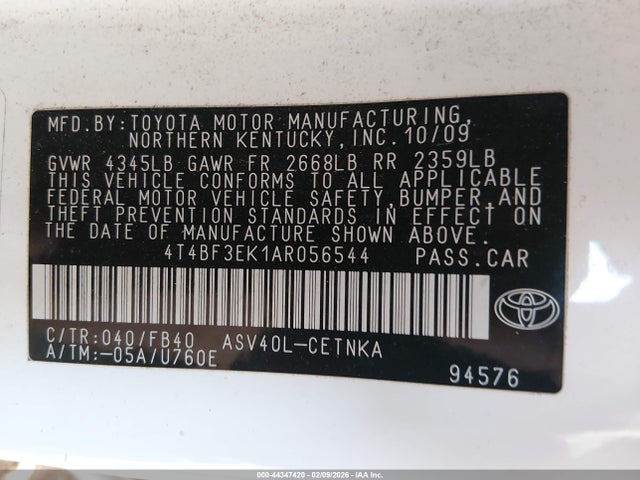 MFD.BY:TOYOTA MOTOR MANUFACTURING,
NORTHERN KENTUCKY,INC.10/09
GVWR 4345LB GAWR FR 2668LB RR 2359LB
THIS VEHICLE CONFORMS TO ALL APPLICABLE
FEDERAL MOTOR VEHICLE SAFETY,BUMPER,AND
THEFT PREVENTION STANDARDS IN EFFECT ON
THE DATE OF MANUFACTURE SHOWN ABOVE.
4T4BF3EK1AR056544 PASS.CAR
C/TR:040/FB40 ASV40L-CETNKA
A/TM:-05A/U760E
94576
000-44347420 - 02/09/2026 - IAAI.CA